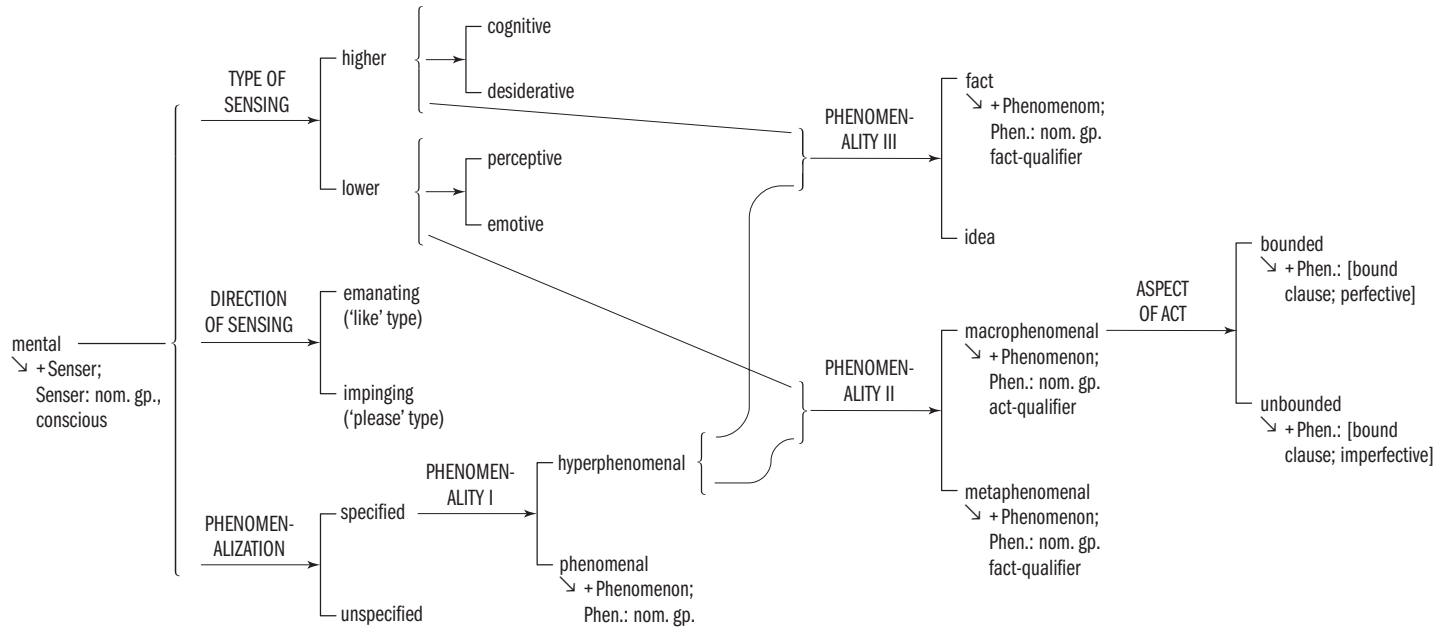 mental
↘ + Senser;
Senser: nom. gp.,
conscious
TYPE OF
SENSING
higher
cognitive
desiderative
lower
perceptive
emotive
DIRECTION
OF SENSING
emanating
(‘like’ type)
impinging
(‘please’ type)
PHENOMEN-
ALIZATION
specified
unspecified
PHENOMEN-
ALITY I
hyperphenomenal
phenomenal
↘ + Phenomenon;
Phen.: nom. gp.
PHENOMEN-
ALITY III
fact
↘ + Phenomenom;
Phen.: nom. gp.
fact-qualifier
idea
PHENOMEN-
ALITY II
macrophenomenal
↘ + Phenomenon;
Phen.: nom. gp.
act-qualifier
metaphenomenal
↘ + Phenomenon;
Phen.: nom. gp.
fact-qualifier
ASPECT
OF ACT
bounded
↘ + Phen.: [bound
clause; perfective]
unbounded
↘ + Phen.: [bound
clause; imperfective]